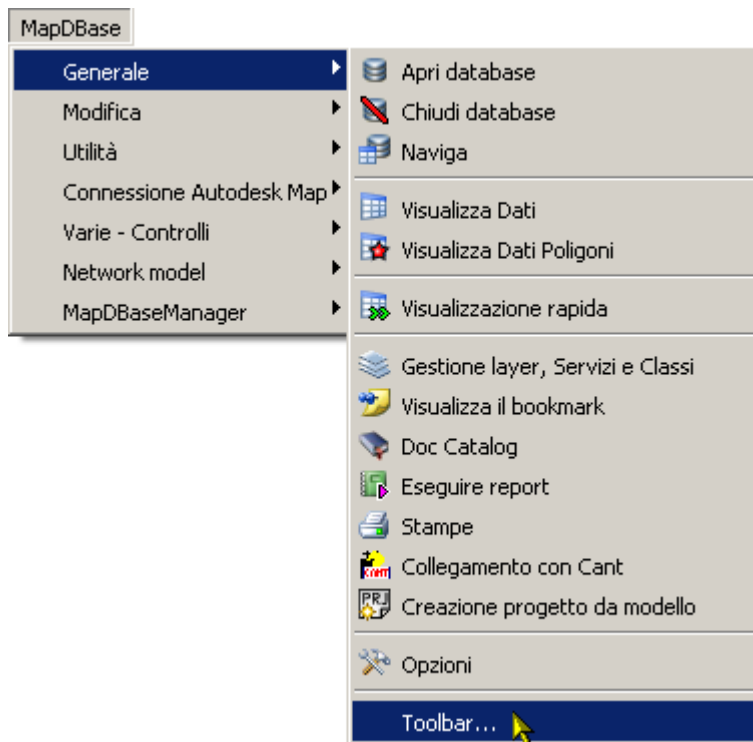 MapDBase
Generale
Modifica
Utilità
Connessione Autodesk Map
Varie - Controlli
Network model
MapDBaseManager
Apri database
Chiudi database
Naviga
Visualizza Dati
Visualizza Dati Poligoni
Visualizzazione rapida
Gestione layer, Servizi e Classi
Visualizza il bookmark
Doc Catalog
Eseguire report
Stampe
CANT
Collegamento con Cant
PRJ
Creazione progetto da modello
Opzioni
Toolbar...